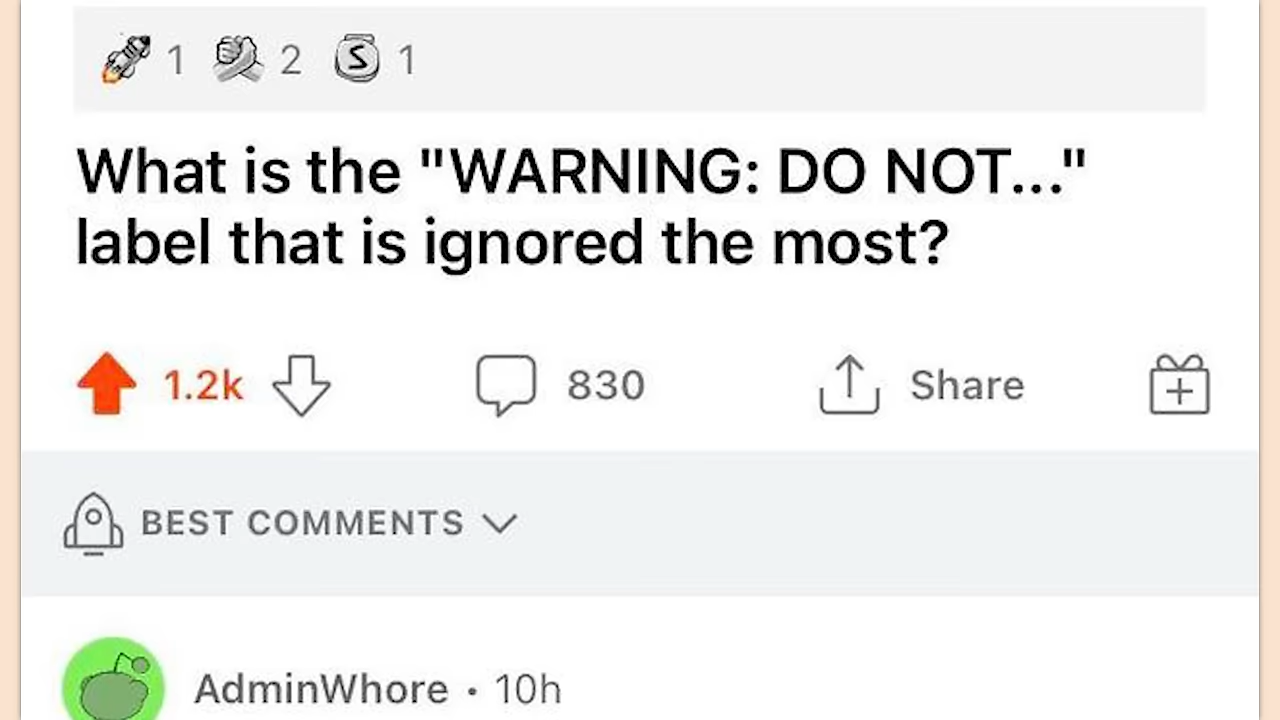 1 2 S 1
What is the "WARNING: DO NOT..."
label that is ignored the most?
1.2k 830 Share
BEST COMMENTS
AdminWhore • 10h